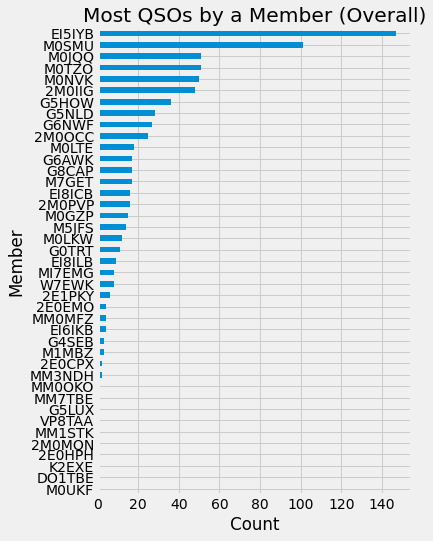 Most QSOs by a Member (Overall)
EI5IYB
M0SMU
M0JQQ
M0TZO
M0NVK
2M0IIG
G5HOW
G5NLD
G6NWF
2M0OCC
M0LTE
G6AWK
G8CAP
M7GET
EI8ICB
2M0PVP
M0GZP
M5JFS
M0LKW
G0TRT
EI8ILB
MI7EMG
W7EWK
2E1PKY
2E0EMO
MM0MFZ
EI6IKB
G4SEB
M1MBZ
2E0CPX
MM3NDH
MM0OKO
MM7TBE
G5LUX
VP8TAA
MM1STK
2M0MQN
2E0HPH
K2EXE
DO1TBE
M0UKF
Member
0 20 40 60 80 100 120 140
Count